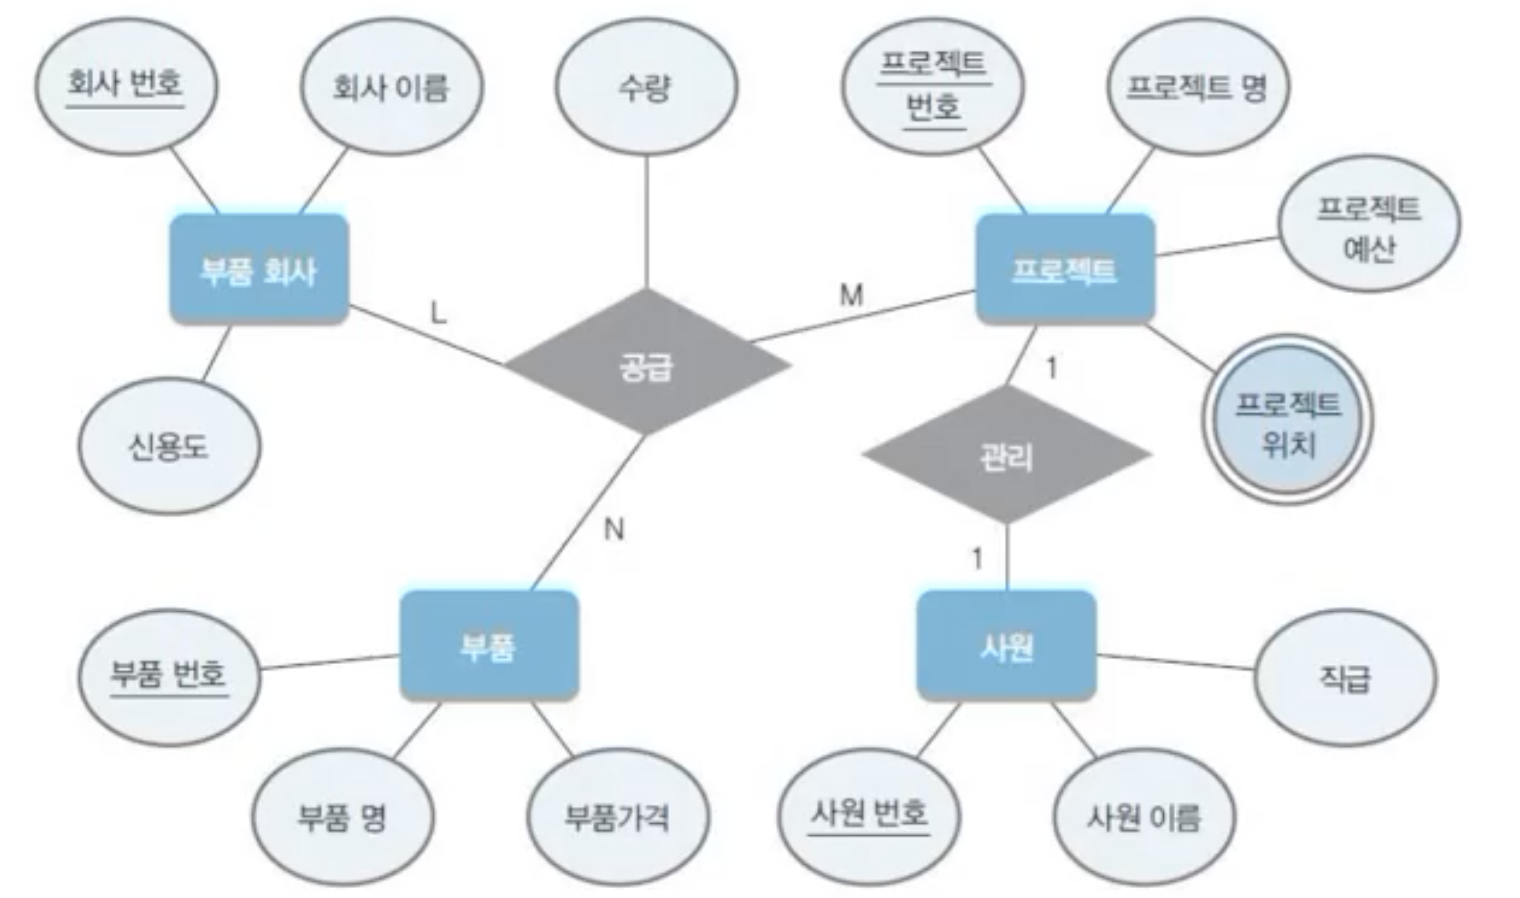 회사 번호
회사 이름
수량
프로젝트
번호
프로젝트 명
프로젝트
예산
부품 회사
프로젝트
L
M
공급
1
프로젝트
위치
신용도
관리
N
1
부품
사원
부품 번호
직급
부품 명
부품가격
사원 번호
사원 이름